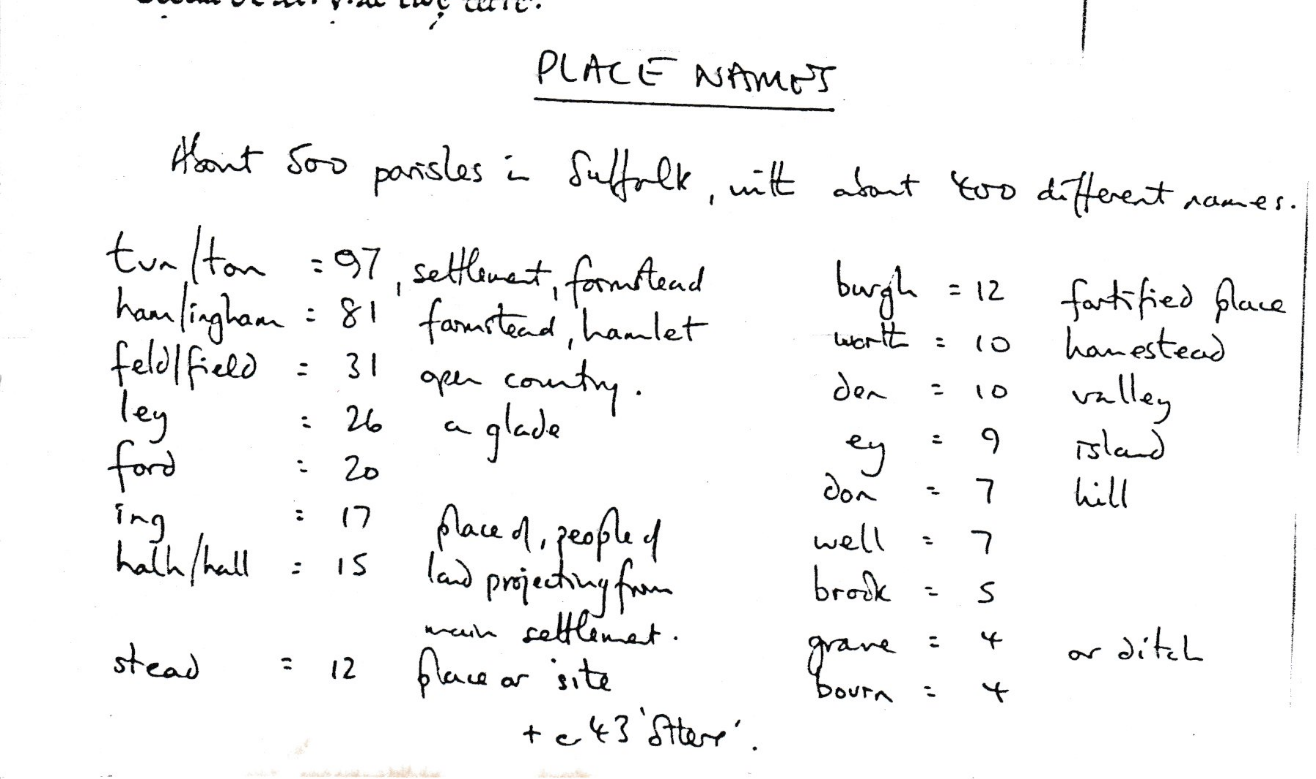 PLACE NAMES
About 500 parishes in Suffolk, with about 400 different names.
tun/ton = 97, settlement, farmstead
ham/ingham = 81 farmstead, hamlet
feld/field = 31 open country.
ley = 26 a glade
ford = 20
ing = 17 place of, people of
halh/hall = 15 land projecting from
main settlement.
stead = 12 place or site
burgh = 12 fortified place
worth = 10 homestead
den = 10 valley
ey = 9 island
don = 7 hill
well = 7
brook = 5
grave = 4 or ditch
bourn = 4
+ c 43 'others'.